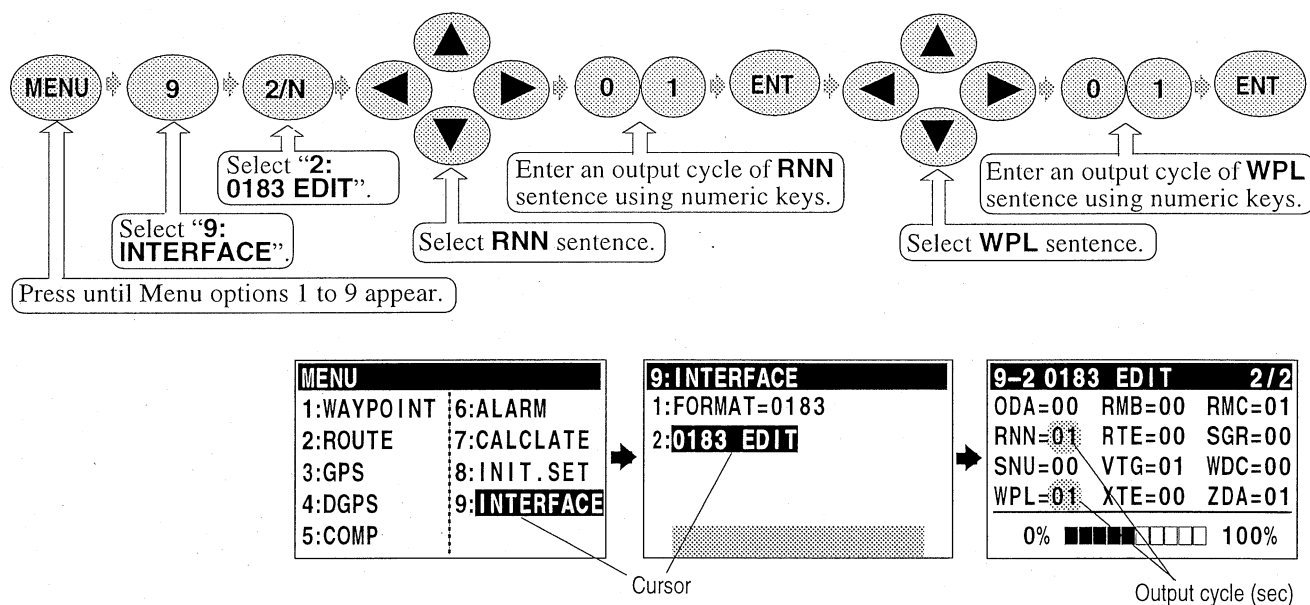 MENU 9 2/N 0 1 ENT 0 1 ENT
Select “2:
0183 EDIT”.
Enter an output cycle of RNN
sentence using numeric keys.
Enter an output cycle of WPL
sentence using numeric keys.
Select “9:
INTERFACE”.
Select RNN sentence.
Select WPL sentence.
Press until Menu options 1 to 9 appear.
MENU
1:WAYPOINT 6:ALARM
2:ROUTE 7:CALCLATE
3:GPS 8:INIT.SET
4:DGPS 9:INTERFACE
5:COMP
9:INTERFACE
1:FORMAT=0183
2:0183 EDIT
9-2 0183 EDIT 2/2
ODA=00 RMB=00 RMC=01
RNN=01 RTE=00 SGR=00
SNU=00 VTG=01 WDC=00
WPL=01 XTE=00 ZDA=01
0% 100%
Cursor
Output cycle (sec)